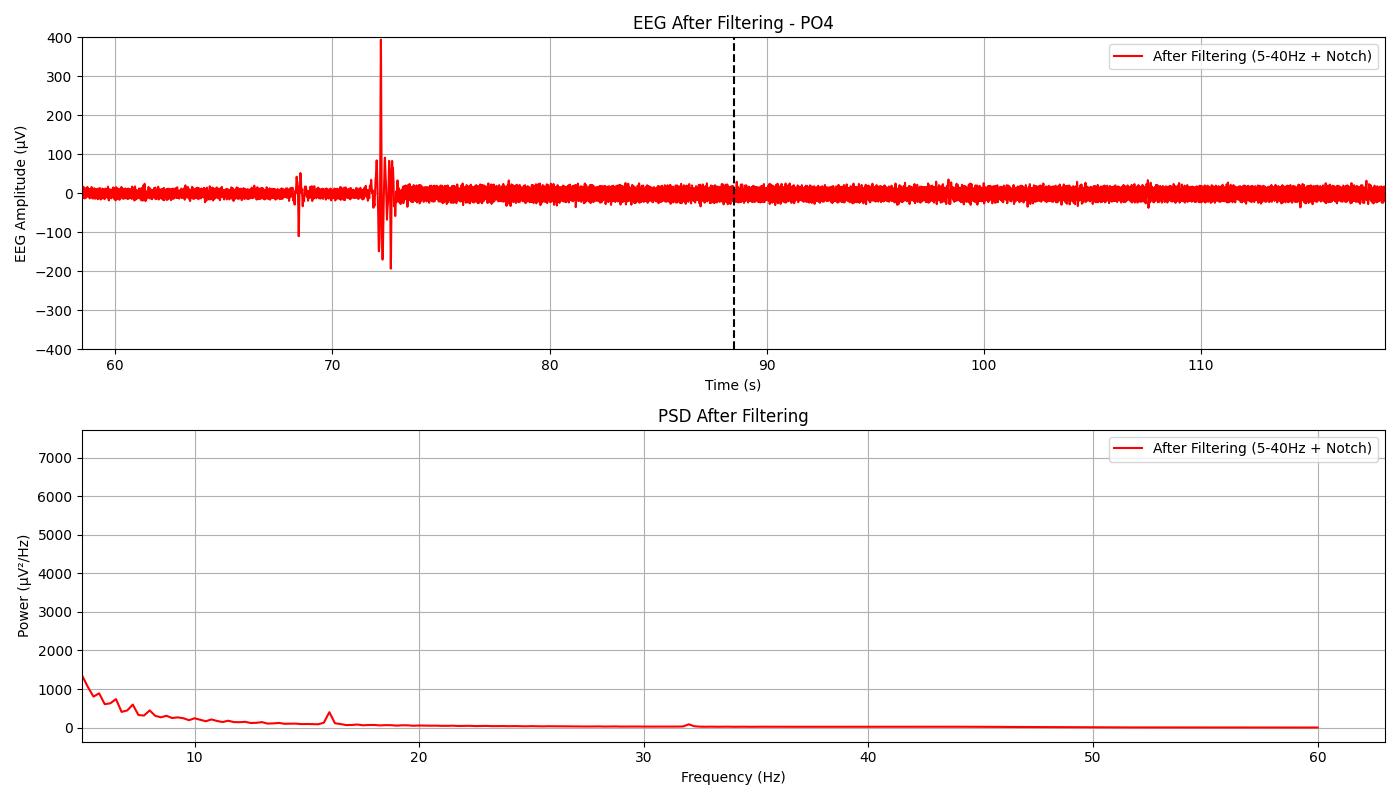 EEG After Filtering - PO4
After Filtering (5-40Hz + Notch)
EEG Amplitude (µV)
400
300
200
100
0
−100
−200
−300
−400
60 70 80 90 100 110
Time (s)
PSD After Filtering
After Filtering (5-40Hz + Notch)
Power (µV²/Hz)
7000
6000
5000
4000
3000
2000
1000
0
10 20 30 40 50 60
Frequency (Hz)